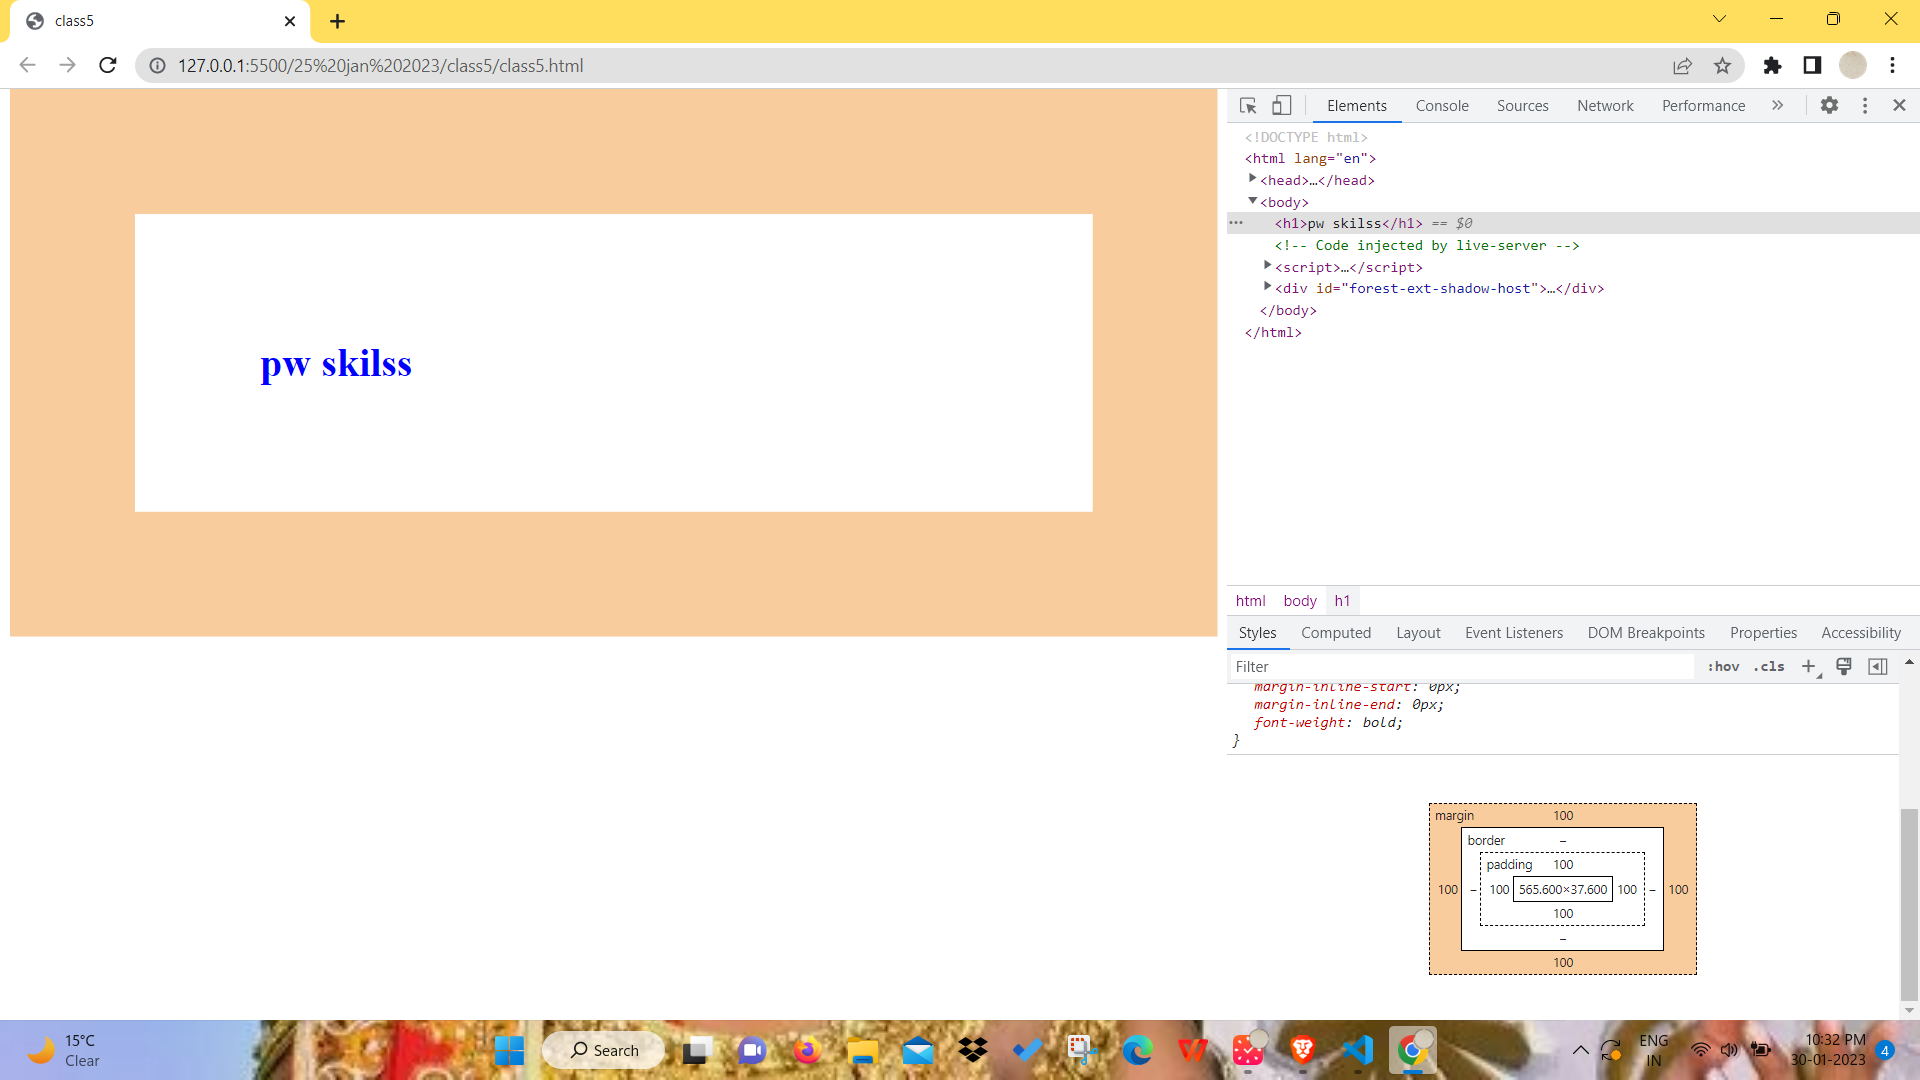 class5
127.0.0.1:5500/25%20jan%202023/class5/class5.html
pw skilss
Elements Console Sources Network Performance
<!DOCTYPE html>
<html lang="en">
<head>…</head>
<body>
<h1>pw skilss</h1> == $0
<!-- Code injected by live-server -->
<script>…</script>
<div id="forest-ext-shadow-host">…</div>
</body>
</html>
html body h1
Styles Computed Layout Event Listeners DOM Breakpoints Properties Accessibility
Filter :hov .cls
margin-inline-start: 0px;
margin-inline-end: 0px;
font-weight: bold;
}
margin 100
border –
padding 100
100 – 100 565.600×37.600 100 – 100
100
–
100
15°C
Clear
Search
ENG
IN
10:32 PM
30-01-2023
4